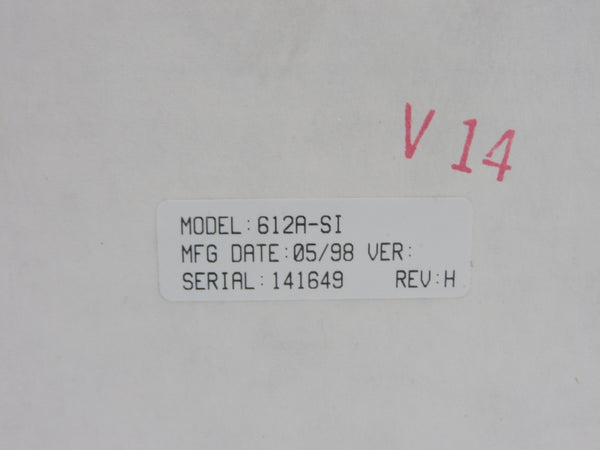 V 14
MODEL:612A-SI
MFG DATE:05/98 VER:
SERIAL:141649 REV:H